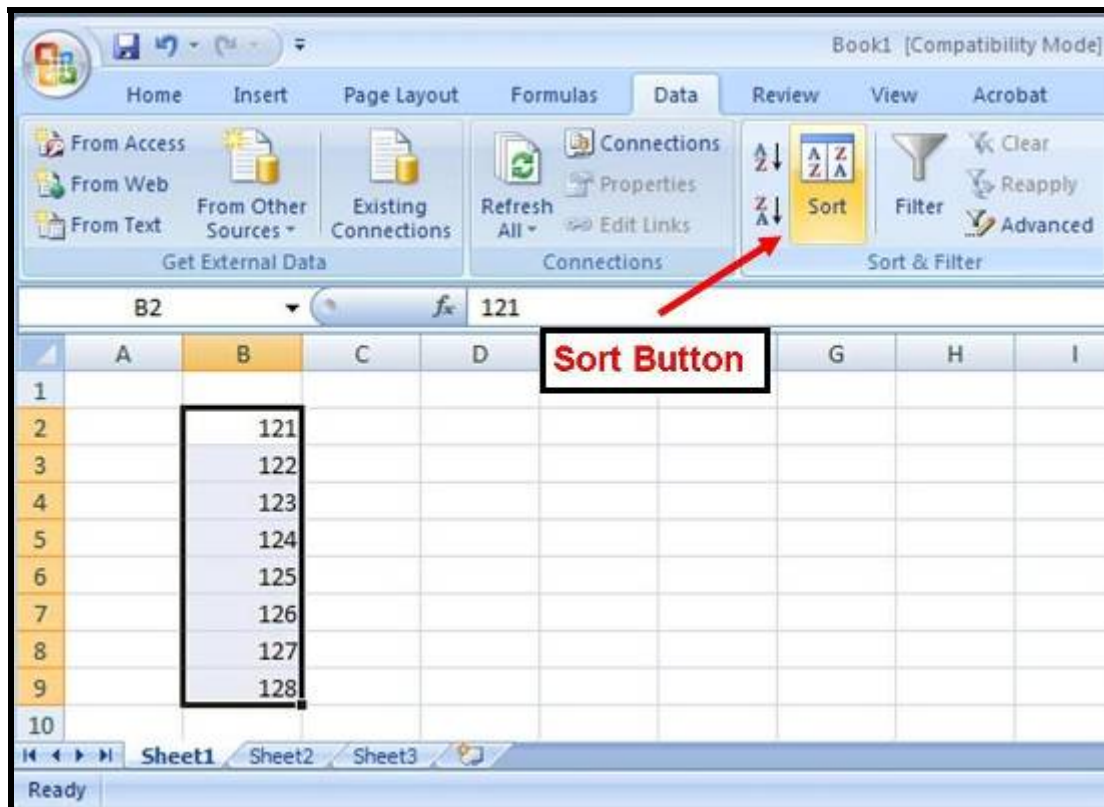 Book1 [Compatibility Mode]
Home Insert Page Layout Formulas Data Review View Acrobat
From Access
From Web
From Text
From Other Sources
Existing Connections
Get External Data
Refresh All
Connections
Properties
Edit Links
Connections
A Z
Z A
A Z
Z A
Sort
Filter
Clear
Reapply
Advanced
Sort & Filter
B2 fx 121
Sort Button
A B C D G H I
1
2 121
3 122
4 123
5 124
6 125
7 126
8 127
9 128
10
Sheet1 Sheet2 Sheet3
Ready